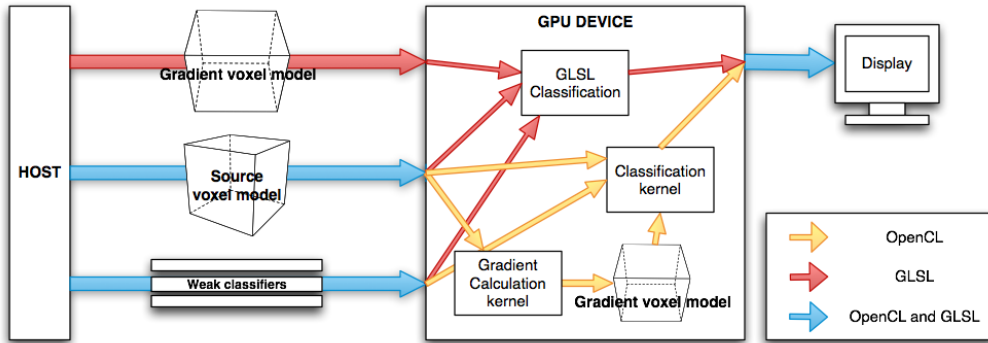 GPU DEVICE
Gradient voxel model
GLSL
Classification
Display
HOST
Source
voxel model
Classification
kernel
Weak classifiers
Gradient
Calculation
kernel
Gradient voxel model
OpenCL
GLSL
OpenCL and GLSL